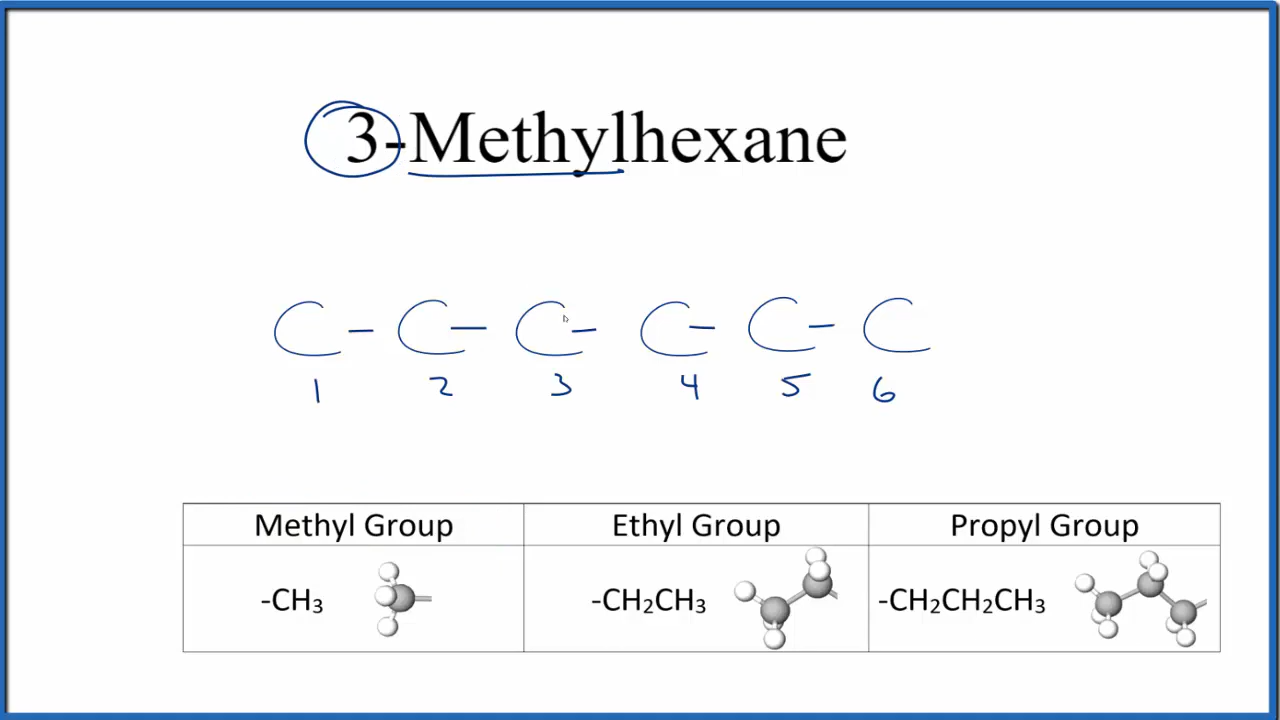 3-Methylhexane
C - C - C - C - C - C
1 2 3 4 5 6
Methyl Group Ethyl Group Propyl Group
-CH₃ -CH₂CH₃ -CH₂CH₂CH₃